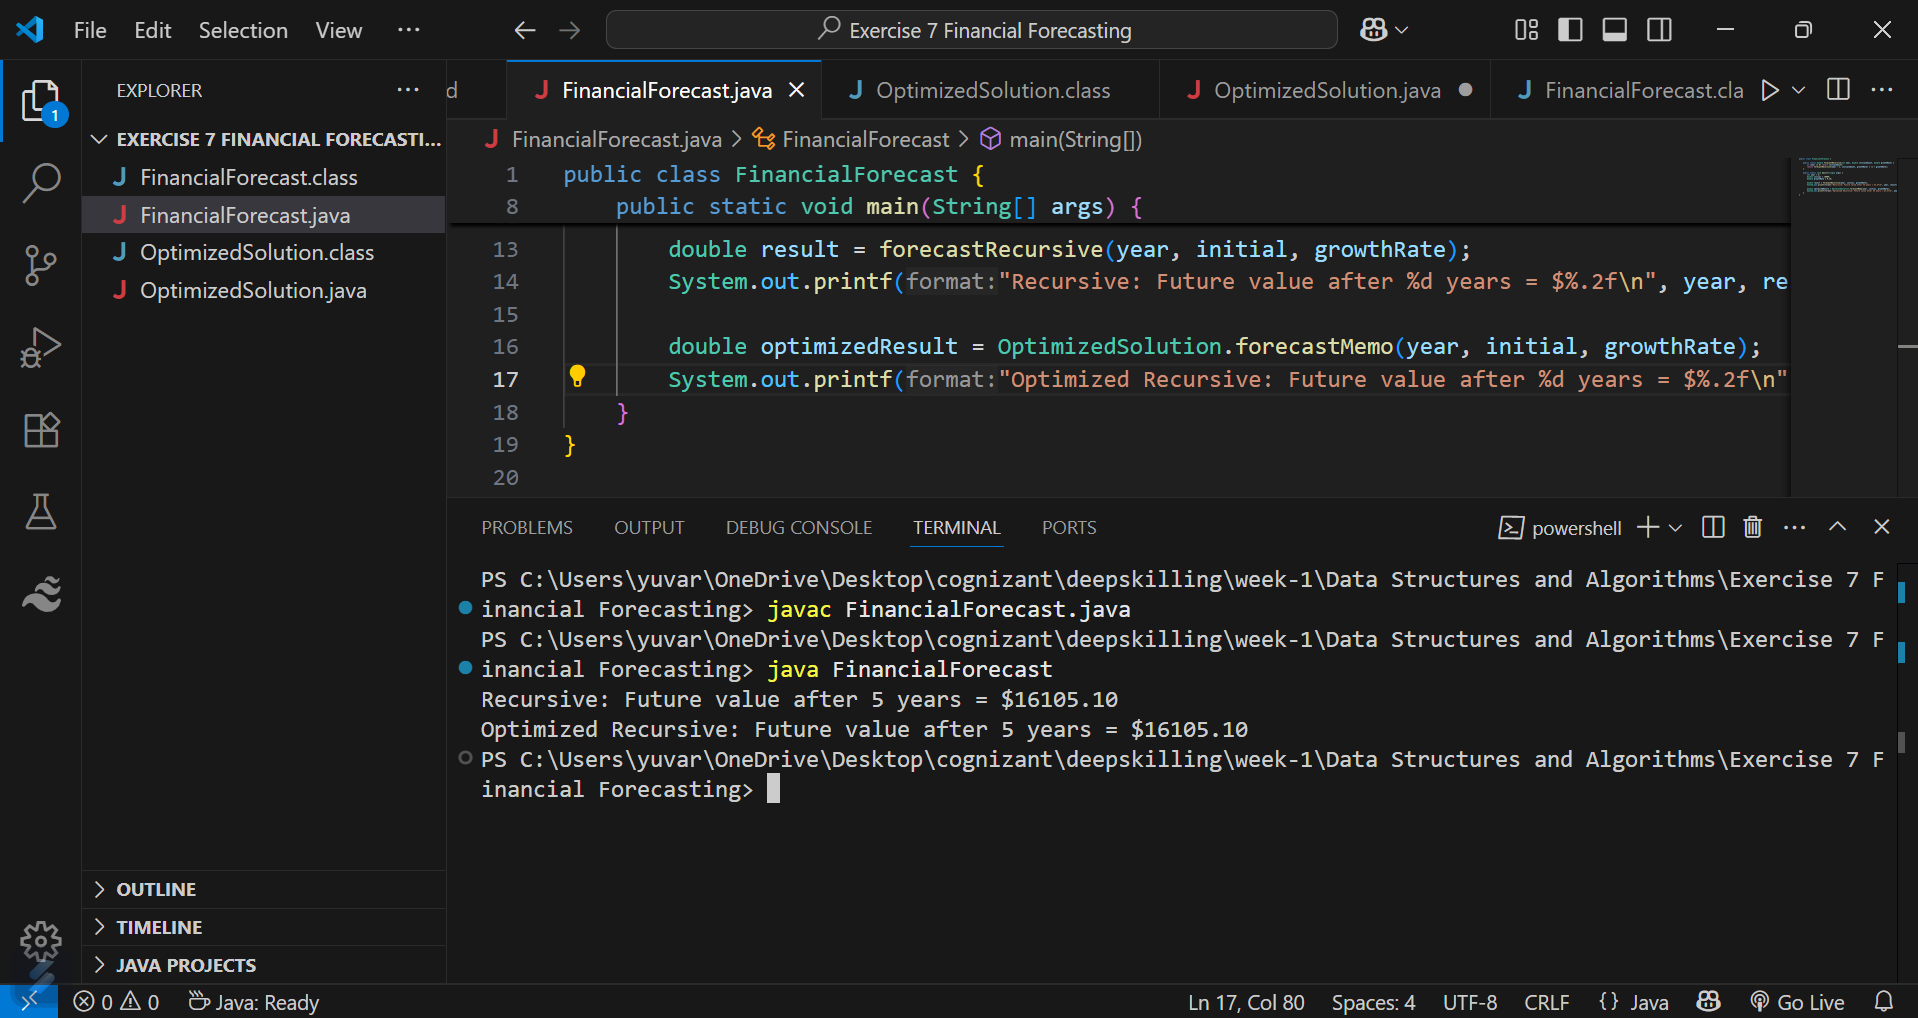 File Edit Selection View ···
Exercise 7 Financial Forecasting
EXPLORER ···
d
FinancialForecast.java
OptimizedSolution.class
OptimizedSolution.java
FinancialForecast.cla
EXERCISE 7 FINANCIAL FORECASTI...
J FinancialForecast.class
J FinancialForecast.java
J OptimizedSolution.class
J OptimizedSolution.java
J FinancialForecast.java > FinancialForecast > main(String[])
1 public class FinancialForecast {
8 public static void main(String[] args) {
13 double result = forecastRecursive(year, initial, growthRate);
14 System.out.printf(format:"Recursive: Future value after %d years = $%.2f\n", year, re
15
16 double optimizedResult = OptimizedSolution.forecastMemo(year, initial, growthRate);
17 System.out.printf(format:"Optimized Recursive: Future value after %d years = $%.2f\n"
18 }
19 }
20
PROBLEMS OUTPUT DEBUG CONSOLE TERMINAL PORTS
powershell
PS C:\Users\yuvar\OneDrive\Desktop\cognizant\deepskilling\week-1\Data Structures and Algorithms\Exercise 7 F
inancial Forecasting> javac FinancialForecast.java
PS C:\Users\yuvar\OneDrive\Desktop\cognizant\deepskilling\week-1\Data Structures and Algorithms\Exercise 7 F
inancial Forecasting> java FinancialForecast
Recursive: Future value after 5 years = $16105.10
Optimized Recursive: Future value after 5 years = $16105.10
PS C:\Users\yuvar\OneDrive\Desktop\cognizant\deepskilling\week-1\Data Structures and Algorithms\Exercise 7 F
inancial Forecasting>
OUTLINE
TIMELINE
JAVA PROJECTS
1
0 0 Java: Ready
Ln 17, Col 80 Spaces: 4 UTF-8 CRLF {} Java Go Live